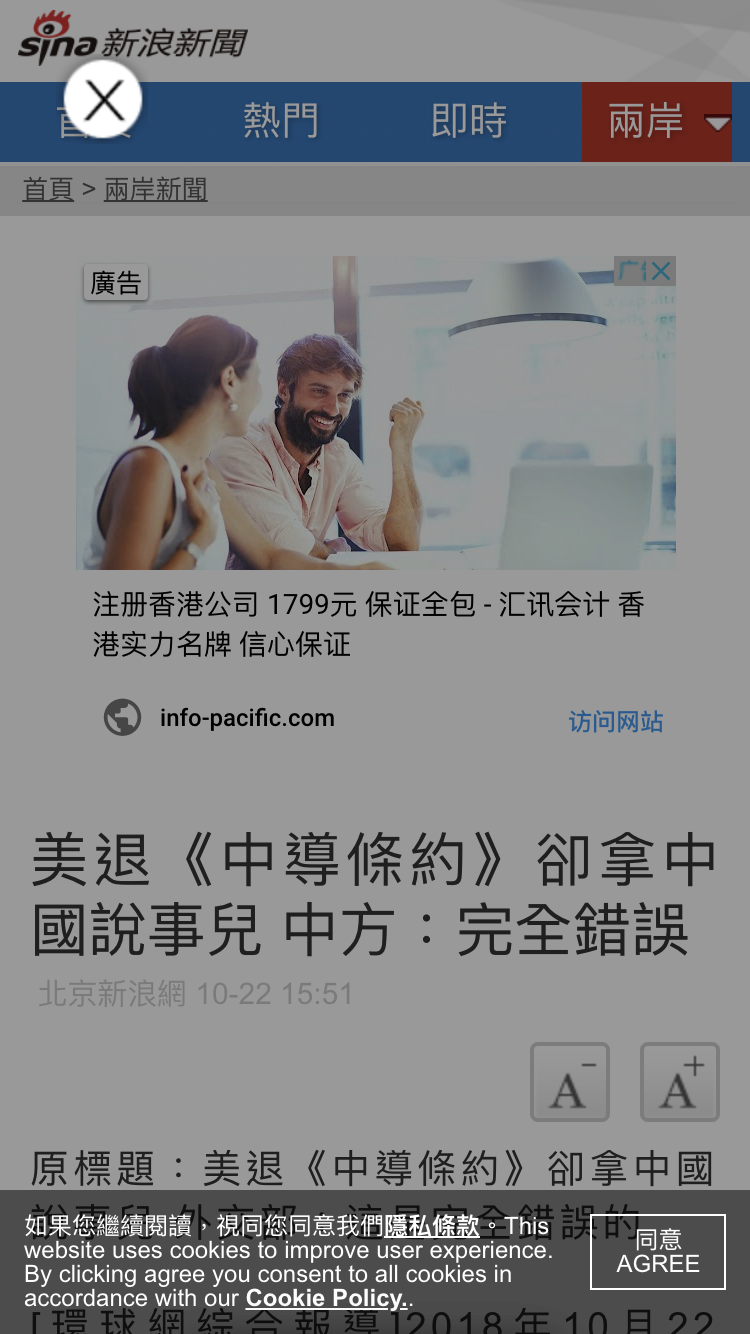 sina新浪新聞
首頁 熱門 即時 兩岸
首頁 > 兩岸新聞
廣告
注册香港公司 1799元 保证全包 - 汇讯会计 香
港实力名牌 信心保证
info-pacific.com 访问网站
美退《中導條約》卻拿中
國說事兒 中方：完全錯誤
北京新浪網 10-22 15:51
A- A+
原標題：美退《中導條約》卻拿中國
說事兒 外交部：這是完全錯誤的
如果您繼續閱讀，視同您同意我們隱私條款。This
website uses cookies to improve user experience.
By clicking agree you consent to all cookies in
accordance with our Cookie Policy..
同意
AGREE
[環球網綜合報導]2018年10月22